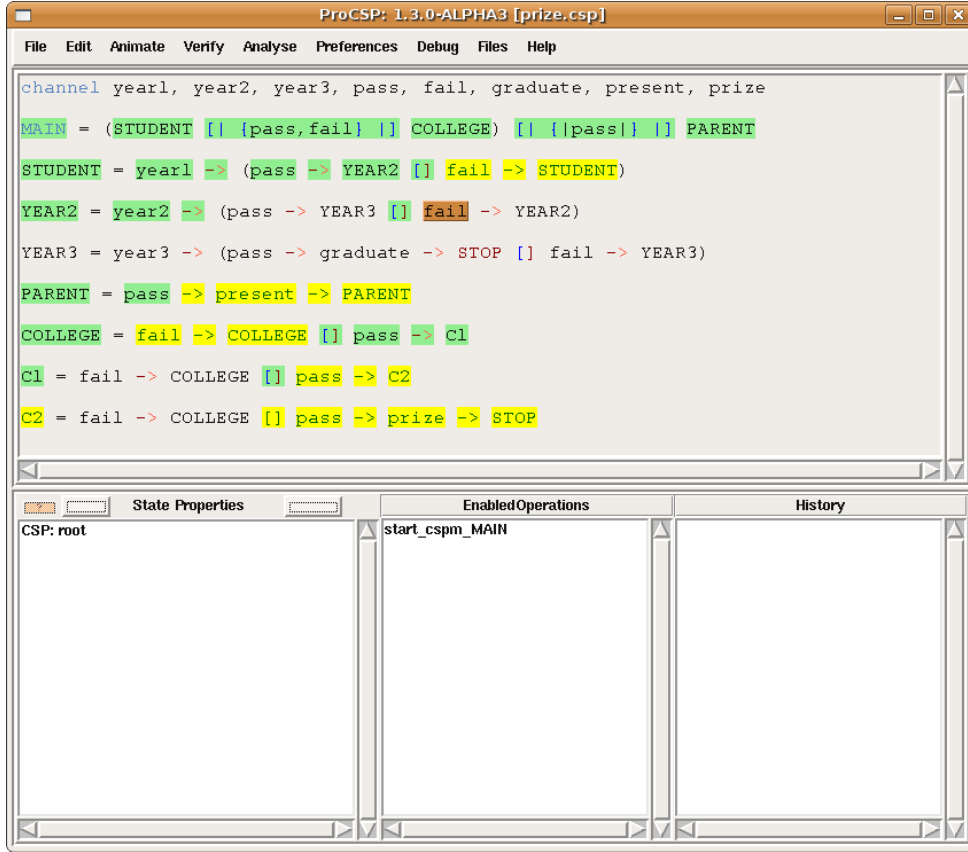 ProCSP: 1.3.0-ALPHA3 [prize.csp]
File Edit Animate Verify Analyse Preferences Debug Files Help
channel year1, year2, year3, pass, fail, graduate, present, prize
MAIN = (STUDENT [| {pass,fail} |] COLLEGE) [| {|pass|} |] PARENT
STUDENT = year1 -> (pass -> YEAR2 [] fail -> STUDENT)
YEAR2 = year2 -> (pass -> YEAR3 [] fail -> YEAR2)
YEAR3 = year3 -> (pass -> graduate -> STOP [] fail -> YEAR3)
PARENT = pass -> present -> PARENT
COLLEGE = fail -> COLLEGE [] pass -> C1
C1 = fail -> COLLEGE [] pass -> C2
C2 = fail -> COLLEGE [] pass -> prize -> STOP
? State Properties EnabledOperations History
CSP: root start_cspm_MAIN